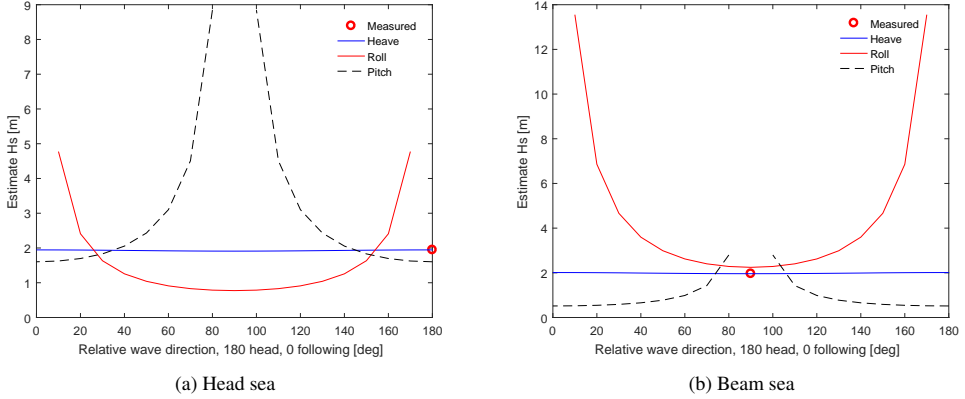 9
8
7
6
5
4
3
2
1
0
Estimate Hs [m]
Measured
Heave
Roll
Pitch
0 20 40 60 80 100 120 140 160 180
Relative wave direction, 180 head, 0 following [deg]
(a) Head sea
14
12
10
8
6
4
2
0
Estimate Hs [m]
Measured
Heave
Roll
Pitch
0 20 40 60 80 100 120 140 160 180
Relative wave direction, 180 head, 0 following [deg]
(b) Beam sea